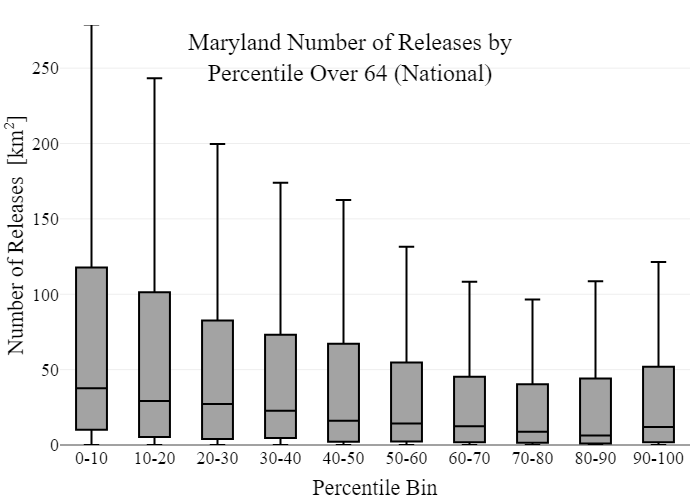 Maryland Number of Releases by
Percentile Over 64 (National)
Number of Releases [km²]
250
200
150
100
50
0
0-10 10-20 20-30 30-40 40-50 50-60 60-70 70-80 80-90 90-100
Percentile Bin